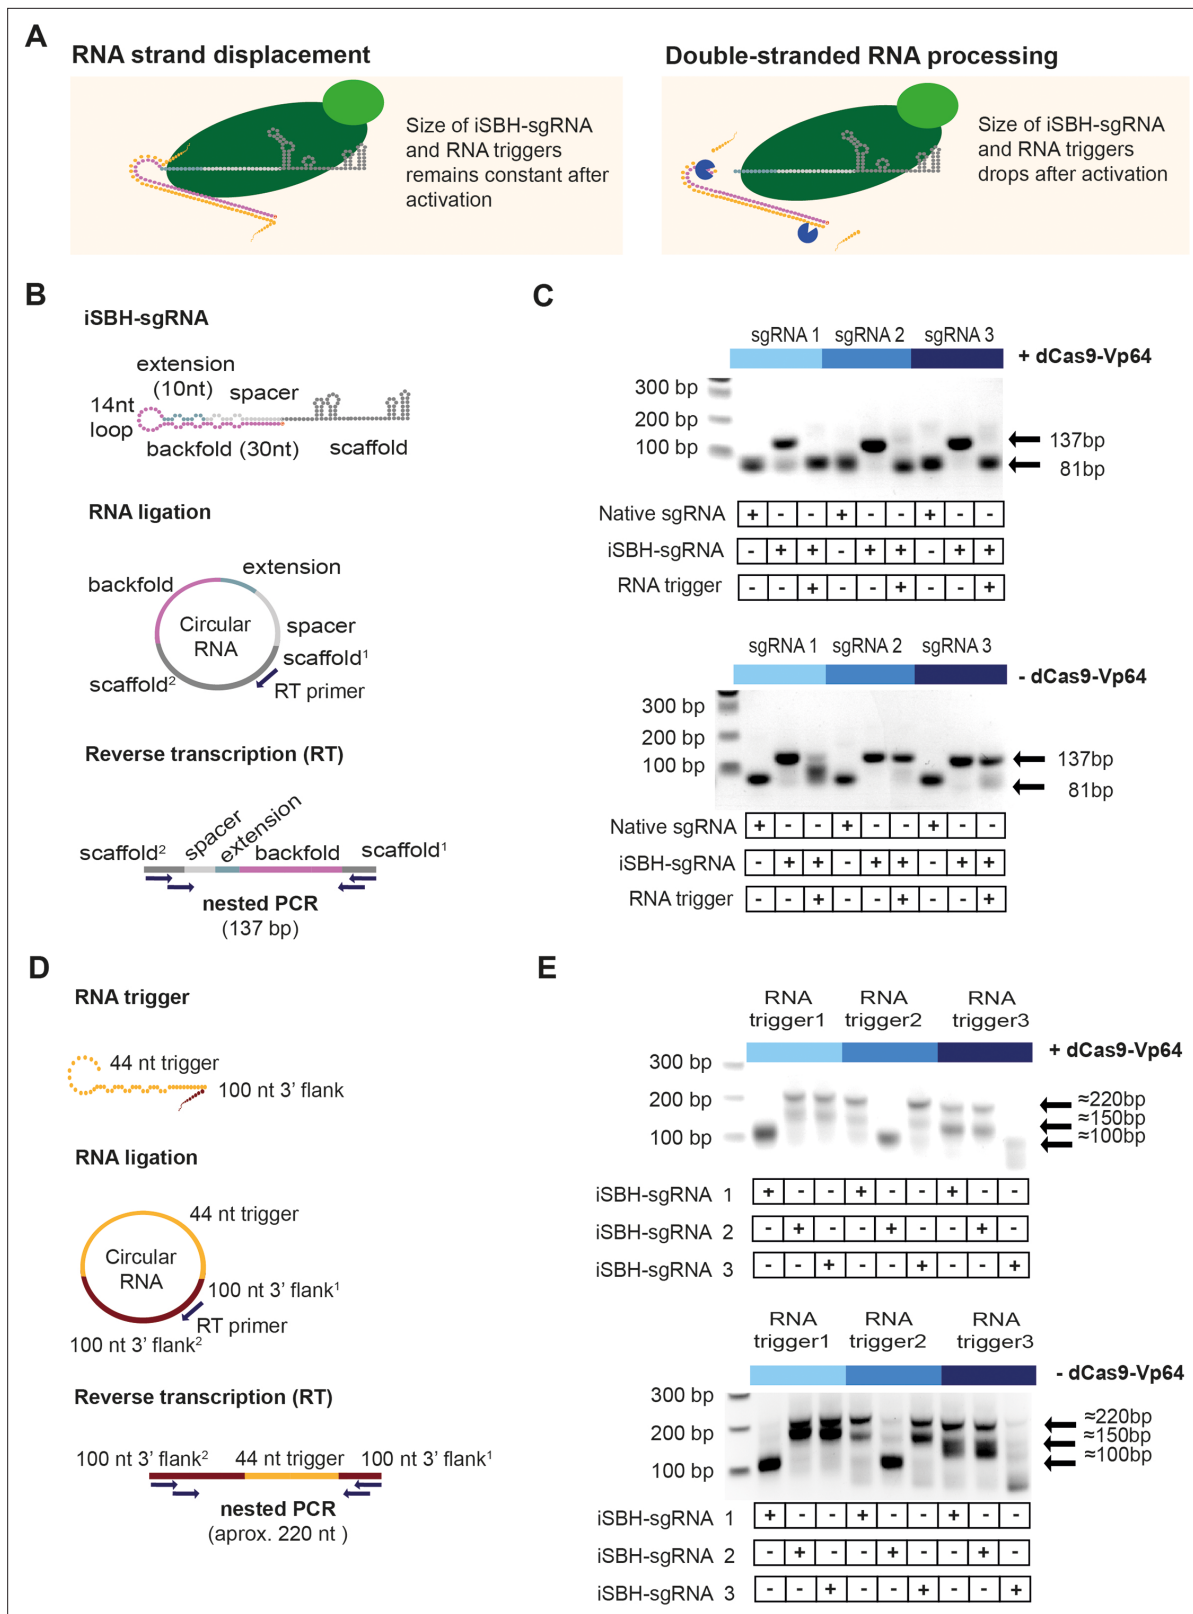 A
RNA strand displacement
Size of iSBH-sgRNA
and RNA triggers
remains constant after
activation
Double-stranded RNA processing
Size of iSBH-sgRNA
and RNA triggers
drops after activation
B
iSBH-sgRNA
extension
(10nt)
spacer
14nt
loop
backfold (30nt)
scaffold
RNA ligation
backfold
extension
Circular
RNA
spacer
scaffold¹
scaffold²
RT primer
Reverse transcription (RT)
scaffold²
spacer
extension
backfold
scaffold¹
nested PCR
(137 bp)
C
sgRNA 1 sgRNA 2 sgRNA 3
+ dCas9-Vp64
300 bp
200 bp
100 bp
137bp
81bp
Native sgRNA + - - + - - + - -
iSBH-sgRNA - + + - + + - + +
RNA trigger - - + - - + - - +
sgRNA 1 sgRNA 2 sgRNA 3
- dCas9-Vp64
300 bp
200 bp
100 bp
137bp
81bp
Native sgRNA + - - + - - + - -
iSBH-sgRNA - + + - + + - + +
RNA trigger - - + - - + - - +
D
RNA trigger
44 nt trigger
100 nt 3' flank
RNA ligation
44 nt trigger
Circular
RNA
100 nt 3' flank¹
RT primer
100 nt 3' flank²
Reverse transcription (RT)
100 nt 3' flank² 44 nt trigger 100 nt 3' flank¹
nested PCR
(aprox. 220 nt )
E
RNA trigger1
RNA trigger2
RNA trigger3
+ dCas9-Vp64
300 bp
200 bp
100 bp
≈220bp
≈150bp
≈100bp
iSBH-sgRNA 1 + - - + - - + - -
iSBH-sgRNA 2 - + - - + - - + -
iSBH-sgRNA 3 - - + - - + - - +
RNA trigger1
RNA trigger2
RNA trigger3
- dCas9-Vp64
300 bp
200 bp
100 bp
≈220bp
≈150bp
≈100bp
iSBH-sgRNA 1 + - - + - - + - -
iSBH-sgRNA 2 - + - - + - - + -
iSBH-sgRNA 3 - - + - - + - - +